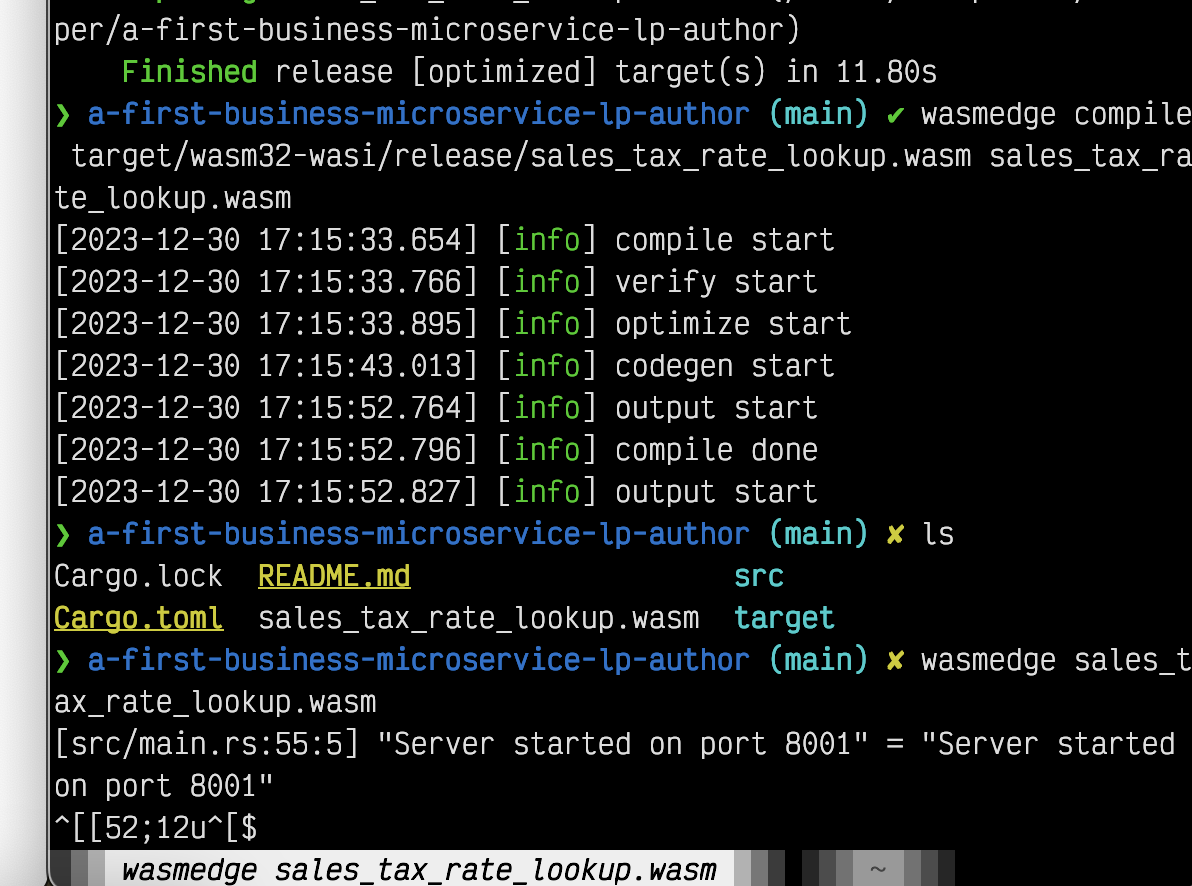 per/a-first-business-microservice-lp-author)
    Finished release [optimized] target(s) in 11.80s
❯ a-first-business-microservice-lp-author (main) ✔ wasmedge compile
 target/wasm32-wasi/release/sales_tax_rate_lookup.wasm sales_tax_ra
te_lookup.wasm
[2023-12-30 17:15:33.654] [info] compile start
[2023-12-30 17:15:33.766] [info] verify start
[2023-12-30 17:15:33.895] [info] optimize start
[2023-12-30 17:15:43.013] [info] codegen start
[2023-12-30 17:15:52.764] [info] output start
[2023-12-30 17:15:52.796] [info] compile done
[2023-12-30 17:15:52.827] [info] output start
❯ a-first-business-microservice-lp-author (main) ✘ ls
Cargo.lock  README.md                   src
Cargo.toml  sales_tax_rate_lookup.wasm  target
❯ a-first-business-microservice-lp-author (main) ✘ wasmedge sales_t
ax_rate_lookup.wasm
[src/main.rs:55:5] "Server started on port 8001" = "Server started
on port 8001"
^[[52;12u^[$
wasmedge sales_tax_rate_lookup.wasm ~